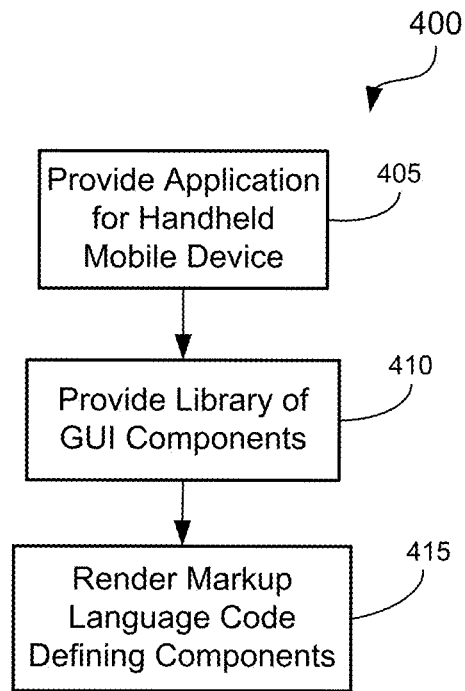 400
Provide Application
for Handheld
Mobile Device
405
Provide Library of
GUI Components
410
Render Markup
Language Code
Defining Components
415